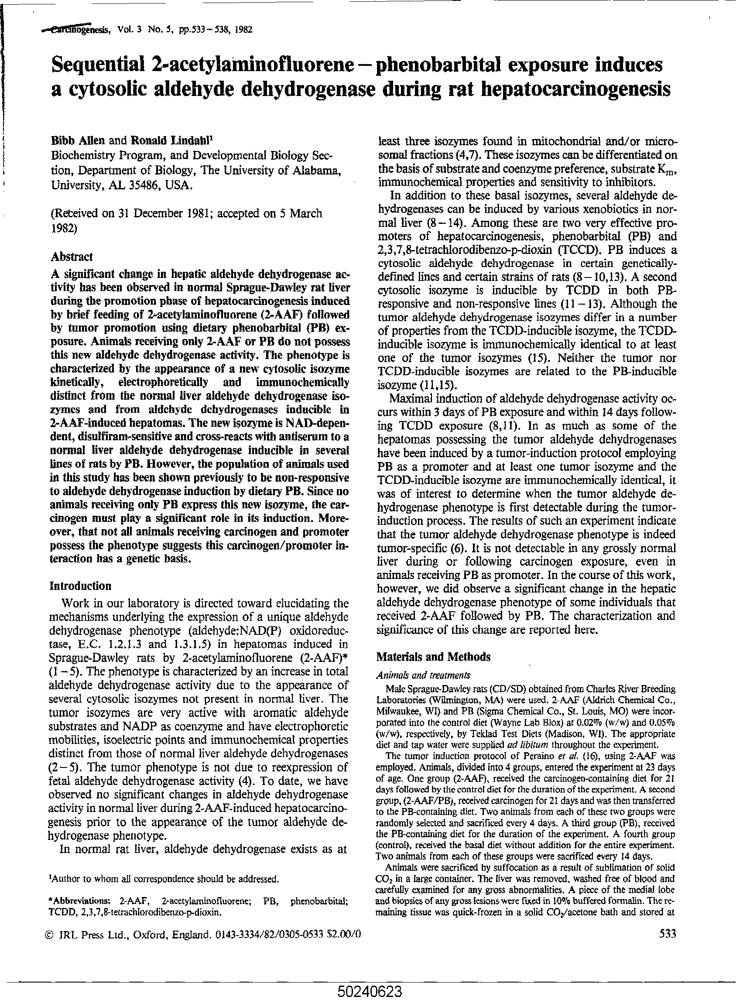 Carcinogenesis, Vol. 3 No. 5, pp.533–538, 1982
Sequential 2-acetylaminofluorene – phenobarbital exposure induces
a cytosolic aldehyde dehydrogenase during rat hepatocarcinogenesis
Bibb Allen and Ronald Lindahl¹
Biochemistry Program, and Developmental Biology Sec-
tion, Department of Biology, The University of Alabama,
University, AL 35486, USA.
(Received on 31 December 1981; accepted on 5 March
1982)
Abstract
A significant change in hepatic aldehyde dehydrogenase ac-
tivity has been observed in normal Sprague-Dawley rat liver
during the promotion phase of hepatocarcinogenesis induced
by brief feeding of 2-acetylaminofluorene (2-AAF) followed
by tumor promotion using dietary phenobarbital (PB) ex-
posure. Animals receiving only 2-AAF or PB do not possess
this new aldehyde dehydrogenase activity. The phenotype is
characterized by the appearance of a new cytosolic isozyme
kinetically, electrophoretically and immunochemically
distinct from the normal liver aldehyde dehydrogenase iso-
zymes and from aldehyde dehydrogenases inducible in
2-AAF-induced hepatomas. The new isozyme is NAD-depen-
dent, disulfiram-sensitive and cross-reacts with antiserum to a
normal liver aldehyde dehydrogenase inducible in several
lines of rats by PB. However, the population of animals used
in this study has been shown previously to be non-responsive
to aldehyde dehydrogenase induction by dietary PB. Since no
animals receiving only PB express this new isozyme, the car-
cinogen must play a significant role in its induction. More-
over, that not all animals receiving carcinogen and promoter
possess the phenotype suggests this carcinogen/promoter in-
teraction has a genetic basis.
Introduction
Work in our laboratory is directed toward elucidating the
mechanisms underlying the expression of a unique aldehyde
dehydrogenase phenotype (aldehyde:NAD(P) oxidoreduc-
tase, E.C. 1.2.1.3 and 1.3.1.5) in hepatomas induced in
Sprague-Dawley rats by 2-acetylaminofluorene (2-AAF)*
(1–5). The phenotype is characterized by an increase in total
aldehyde dehydrogenase activity due to the appearance of
several cytosolic isozymes not present in normal liver. The
tumor isozymes are very active with aromatic aldehyde
substrates and NADP as coenzyme and have electrophoretic
mobilities, isoelectric points and immunochemical properties
distinct from those of normal liver aldehyde dehydrogenases
(2–5). The tumor phenotype is not due to reexpression of
fetal aldehyde dehydrogenase activity (4). To date, we have
observed no significant changes in aldehyde dehydrogenase
activity in normal liver during 2-AAF-induced hepatocarcino-
genesis prior to the appearance of the tumor aldehyde de-
hydrogenase phenotype.
In normal rat liver, aldehyde dehydrogenase exists as at
¹Author to whom all correspondence should be addressed.
*Abbreviations: 2-AAF, 2-acetylaminofluorene; PB, phenobarbital;
TCDD, 2,3,7,8-tetrachlorodibenzo-p-dioxin.
© IRL Press Ltd., Oxford, England. 0143-3334/82/0305-0533 $2.00/0
least three isozymes found in mitochondrial and/or micro-
somal fractions (4,7). These isozymes can be differentiated on
the basis of substrate and coenzyme preference, substrate Km,
immunochemical properties and sensitivity to inhibitors.
In addition to these basal isozymes, several aldehyde de-
hydrogenases can be induced by various xenobiotics in nor-
mal liver (8–14). Among these are two very effective pro-
moters of hepatocarcinogenesis, phenobarbital (PB) and
2,3,7,8-tetrachlorodibenzo-p-dioxin (TCCD). PB induces a
cytosolic aldehyde dehydrogenase in certain genetically-
defined lines and certain strains of rats (8–10,13). A second
cytosolic isozyme is inducible by TCDD in both PB-
responsive and non-responsive lines (11–13). Although the
tumor aldehyde dehydrogenase isozymes differ in a number
of properties from the TCDD-inducible isozyme, the TCDD-
inducible isozyme is immunochemically identical to at least
one of the tumor isozymes (15). Neither the tumor nor
TCDD-inducible isozymes are related to the PB-inducible
isozyme (11,15).
Maximal induction of aldehyde dehydrogenase activity oc-
curs within 3 days of PB exposure and within 14 days follow-
ing TCDD exposure (8,11). In as much as some of the
hepatomas possessing the tumor aldehyde dehydrogenases
have been induced by a tumor-induction protocol employing
PB as a promoter and at least one tumor isozyme and the
TCDD-inducible isozyme are immunochemically identical, it
was of interest to determine when the tumor aldehyde de-
hydrogenase phenotype is first detectable during the tumor-
induction process. The results of such an experiment indicate
that the tumor aldehyde dehydrogenase phenotype is indeed
tumor-specific (6). It is not detectable in any grossly normal
liver during or following carcinogen exposure, even in
animals receiving PB as promoter. In the course of this work,
however, we did observe a significant change in the hepatic
aldehyde dehydrogenase phenotype of some individuals that
received 2-AAF followed by PB. The characterization and
significance of this change are reported here.
Materials and Methods
Animals and treatments
Male Sprague-Dawley rats (CD/SD) obtained from Charles River Breeding
Laboratories (Wilmington, MA) were used. 2-AAF (Aldrich Chemical Co.,
Milwaukee, WI) and PB (Sigma Chemical Co., St. Louis, MO) were incor-
porated into the control diet (Wayne Lab Blox) at 0.02% (w/w) and 0.05%
(w/w), respectively, by Teklad Test Diets (Madison, WI). The appropriate
diet and tap water were supplied ad libitum throughout the experiment.
The tumor induction protocol of Peraino et al. (16), using 2-AAF was
employed. Animals, divided into 4 groups, entered the experiment at 23 days
of age. One group (2-AAF), received the carcinogen-containing diet for 21
days followed by the control diet for the duration of the experiment. A second
group, (2-AAF/PB), received carcinogen for 21 days and was then transferred
to the PB-containing diet. Two animals from each of these two groups were
randomly selected and sacrificed every 4 days. A third group (PB), received
the PB-containing diet for the duration of the experiment. A fourth group
(control), received the basal diet without addition for the entire experiment.
Two animals from each of these groups were sacrificed every 14 days.
Animals were sacrificed by suffocation as a result of sublimation of solid
CO₂ in a large container. The liver was removed, washed free of blood and
carefully examined for any gross abnormalities. A piece of the medial lobe
and biopsies of any gross lesions were fixed in 10% buffered formalin. The re-
maining tissue was quick-frozen in a solid CO₂/acetone bath and stored at
533
50240623